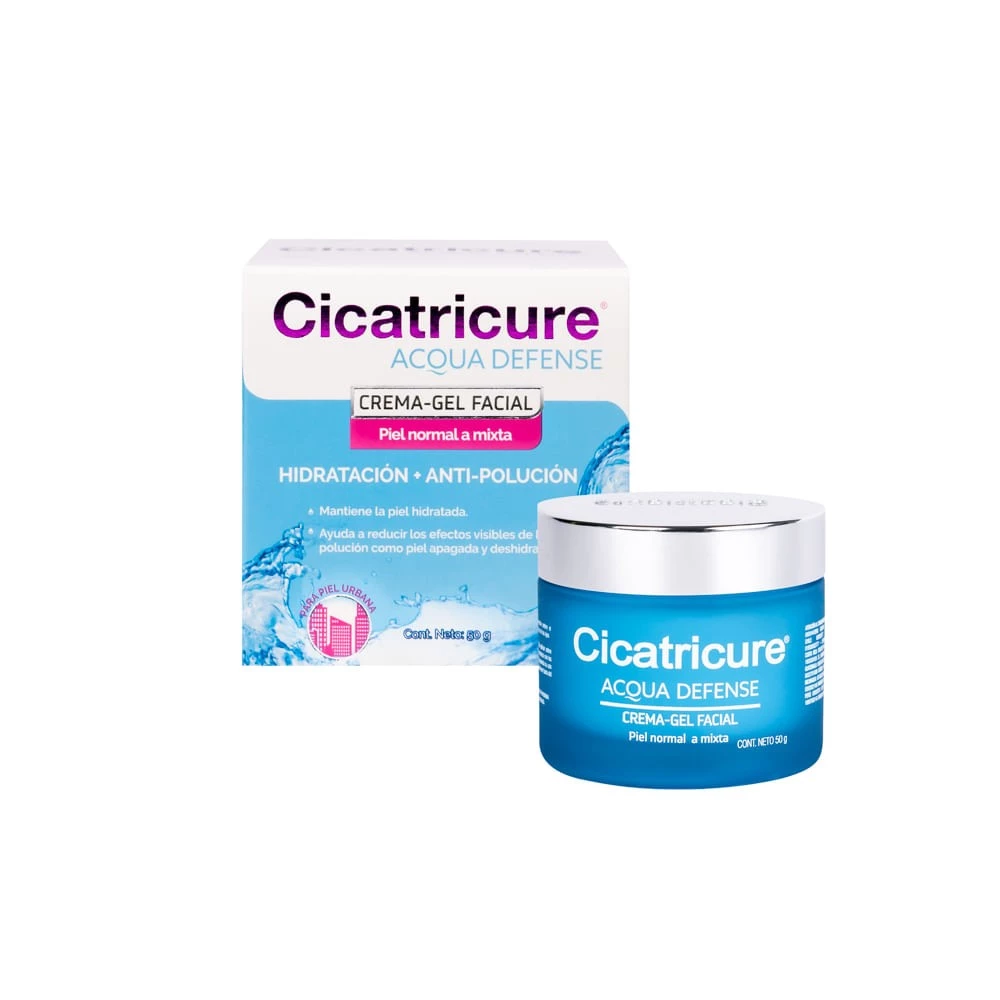 Cicatricure
Cicatricure®
ACQUA DEFENSE
CREMA-GEL FACIAL
Piel normal a mixta
HIDRATACIÓN + ANTI-POLUCIÓN
Mantiene la piel hidratada.
Ayuda a reducir los efectos visibles de
polución como piel apagada y
PARA PIEL URBANA
Cont. Neto: 50 g
Cicatricure®
ACQUA DEFENSE
CREMA-GEL FACIAL
Piel normal a mixta CONT. NETO 50 g